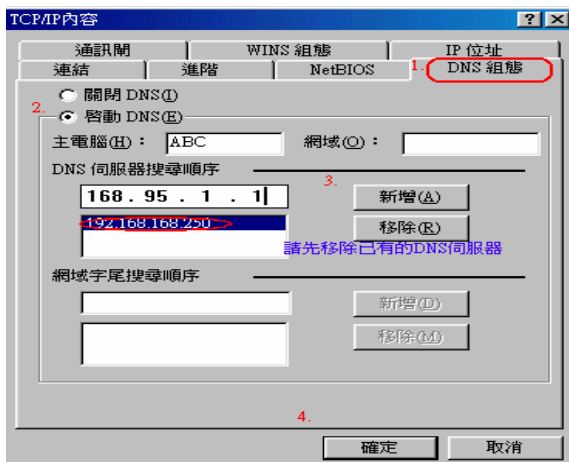 TCP/IP內容
通訊閘 WINS 組態 IP 位址
連結 進階 NetBIOS 1. DNS 組態
關閉 DNS(I)
2. 啟動 DNS(E)
主電腦(H)： ABC 網域(O)：
DNS 伺服器搜尋順序
3.
168 . 95 . 1 . 1 新增(A)
192.168.168.250 移除(R)
請先移除已有的DNS伺服器
網域字尾搜尋順序
新增(D)
移除(M)
4.
確定 取消